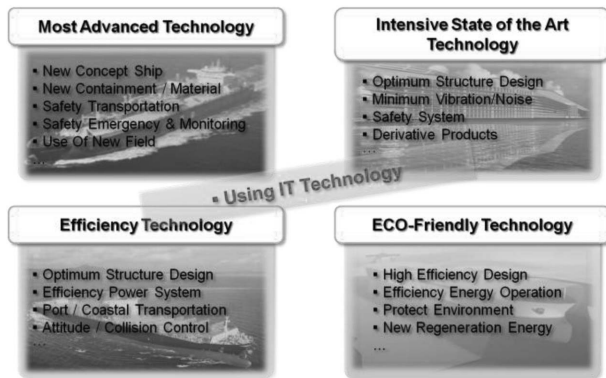 Most Advanced Technology
▪ New Concept Ship
▪ New Containment / Material
▪ Safety Transportation
▪ Safety Emergency & Monitoring
▪ Use Of New Field
...
Intensive State of the Art
Technology
▪ Optimum Structure Design
▪ Minimum Vibration/Noise
▪ Safety System
▪ Derivative Products
...
▪ Using IT Technology
Efficiency Technology
▪ Optimum Structure Design
▪ Efficiency Power System
▪ Port / Coastal Transportation
▪ Attitude / Collision Control
...
ECO-Friendly Technology
▪ High Efficiency Design
▪ Efficiency Energy Operation
▪ Protect Environment
▪ New Regeneration Energy
...